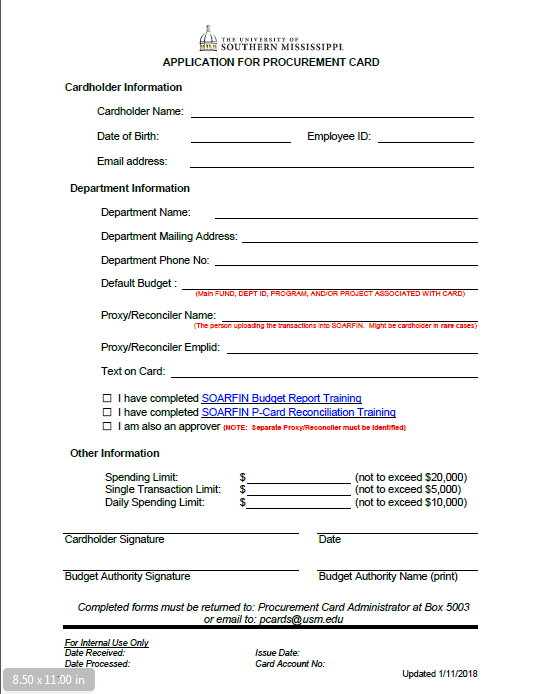 THE UNIVERSITY OF
SOUTHERN MISSISSIPPI
APPLICATION FOR PROCUREMENT CARD
Cardholder Information
Cardholder Name:
Date of Birth: Employee ID:
Email address:
Department Information
Department Name:
Department Mailing Address:
Department Phone No:
Default Budget :
(Main FUND, DEPT ID, PROGRAM, AND/OR PROJECT ASSOCIATED WITH CARD)
Proxy/Reconciler Name:
(The person uploading the transactions into SOARFIN. Might be cardholder in rare cases)
Proxy/Reconciler Emplid:
Text on Card:
☐ I have completed SOARFIN Budget Report Training
☐ I have completed SOARFIN P-Card Reconciliation Training
☐ I am also an approver (NOTE: Separate Proxy/Reconciler must be identified)
Other Information
Spending Limit: $ (not to exceed $20,000)
Single Transaction Limit: $ (not to exceed $5,000)
Daily Spending Limit: $ (not to exceed $10,000)
Cardholder Signature Date
Budget Authority Signature Budget Authority Name (print)
Completed forms must be returned to: Procurement Card Administrator at Box 5003
or email to: pcards@usm.edu
For Internal Use Only
Date Received: Issue Date:
Date Processed: Card Account No:
Updated 1/11/2018
8.50 x 11.00 in